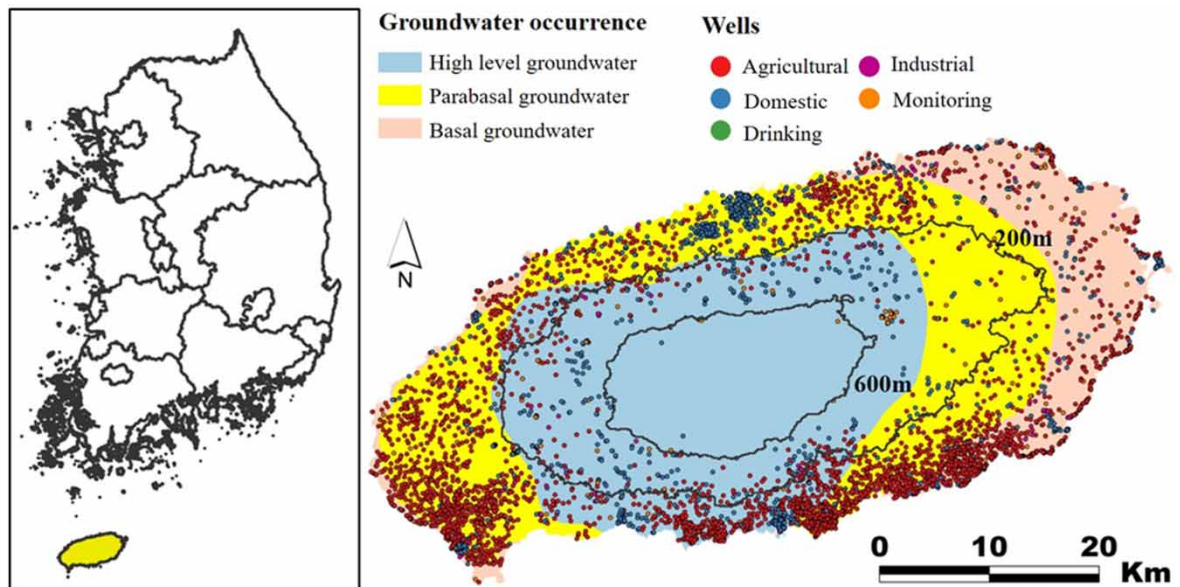 Groundwater occurrence
High level groundwater
Parabasal groundwater
Basal groundwater
Wells
Agricultural
Industrial
Domestic
Monitoring
Drinking
N
200m
600m
0 10 20
Km